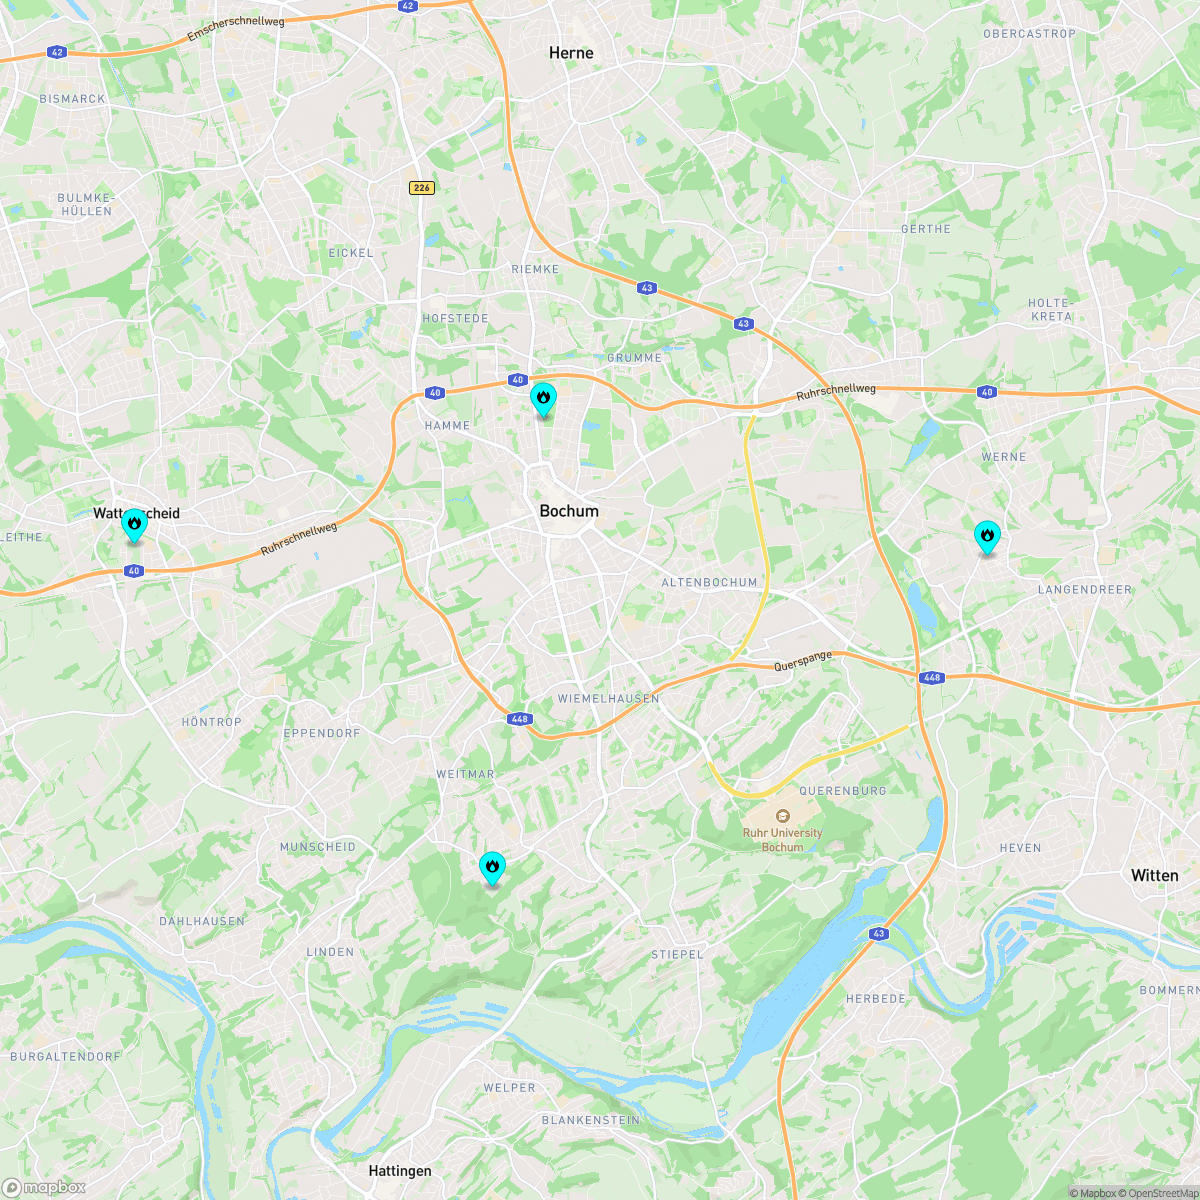 42
Emscherschnellweg
42
Herne
OBERCASTROP
BISMARCK
226
BULMKE-
HÜLLEN
GERTHE
EICKEL
RIEMKE
43
HOLTE-
KRETA
HOFSTEDE
43
GRUMME
40
40
Ruhrschnellweg
40
HAMME
WERNE
Bochum
LEITHE
Ruhrschnellweg
40
ALTENBOCHUM
LANGENDREER
Querspange
448
WIEMELHAUSEN
HÖNTROP
448
EPPENDORF
WEITMAR
QUERENBURG
Ruhr University
Bochum
MUNSCHEID
HEVEN
Witten
DAHLHAUSEN
43
LINDEN
STIEPEL
BOMMERN
HERBEDE
BURGALTENDORF
WELPER
BLANKENSTEIN
Hattingen
mapbox
© Mapbox © OpenStreetMap